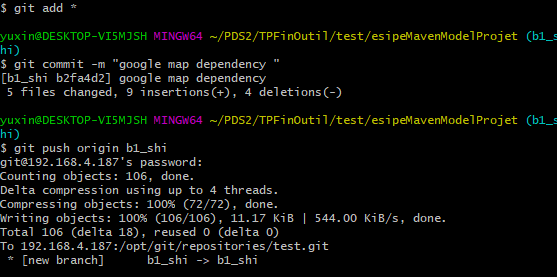 $ git add *
yuxin@DESKTOP-VI5MJSH MINGW64 ~/PDS2/TPFinOutil/test/esipeMavenModelProjet (b1_s
hi)
$ git commit -m "google map dependency "
[b1_shi b2fa4d2] google map dependency
 5 files changed, 9 insertions(+), 4 deletions(-)
yuxin@DESKTOP-VI5MJSH MINGW64 ~/PDS2/TPFinOutil/test/esipeMavenModelProjet (b1_s
hi)
$ git push origin b1_shi
git@192.168.4.187's password:
Counting objects: 106, done.
Delta compression using up to 4 threads.
Compressing objects: 100% (72/72), done.
Writing objects: 100% (106/106), 11.17 KiB | 544.00 KiB/s, done.
Total 106 (delta 18), reused 0 (delta 0)
To 192.168.4.187:/opt/git/repositories/test.git
 * [new branch]      b1_shi -> b1_shi